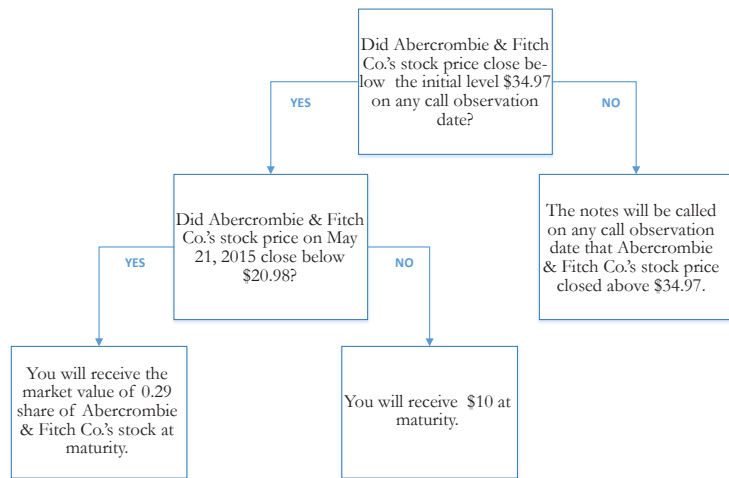 Did Abercrombie & Fitch
Co.'s stock price close be-
low the initial level $34.97
on any call observation
date?
YES
NO
Did Abercrombie & Fitch
Co.'s stock price on May
21, 2015 close below
$20.98?
The notes will be called
on any call observation
date that Abercrombie
& Fitch Co.'s stock price
closed above $34.97.
YES
NO
You will receive the
market value of 0.29
share of Abercrombie
& Fitch Co.'s stock at
maturity.
You will receive $10 at
maturity.